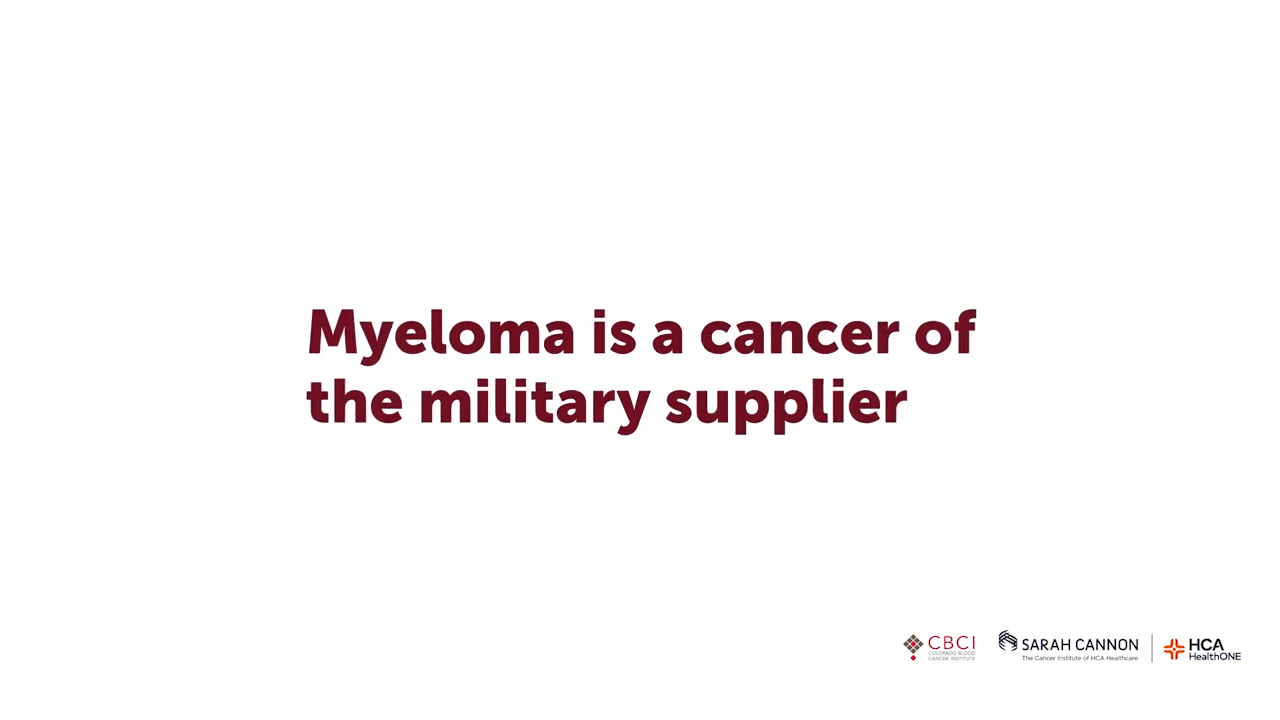 Myeloma is a cancer of
the military supplier
CBCI
COLORADO BLOOD
CANCER INSTITUTE
SARAH CANNON
The Cancer Institute of HCA Healthcare
HCA
HealthONE